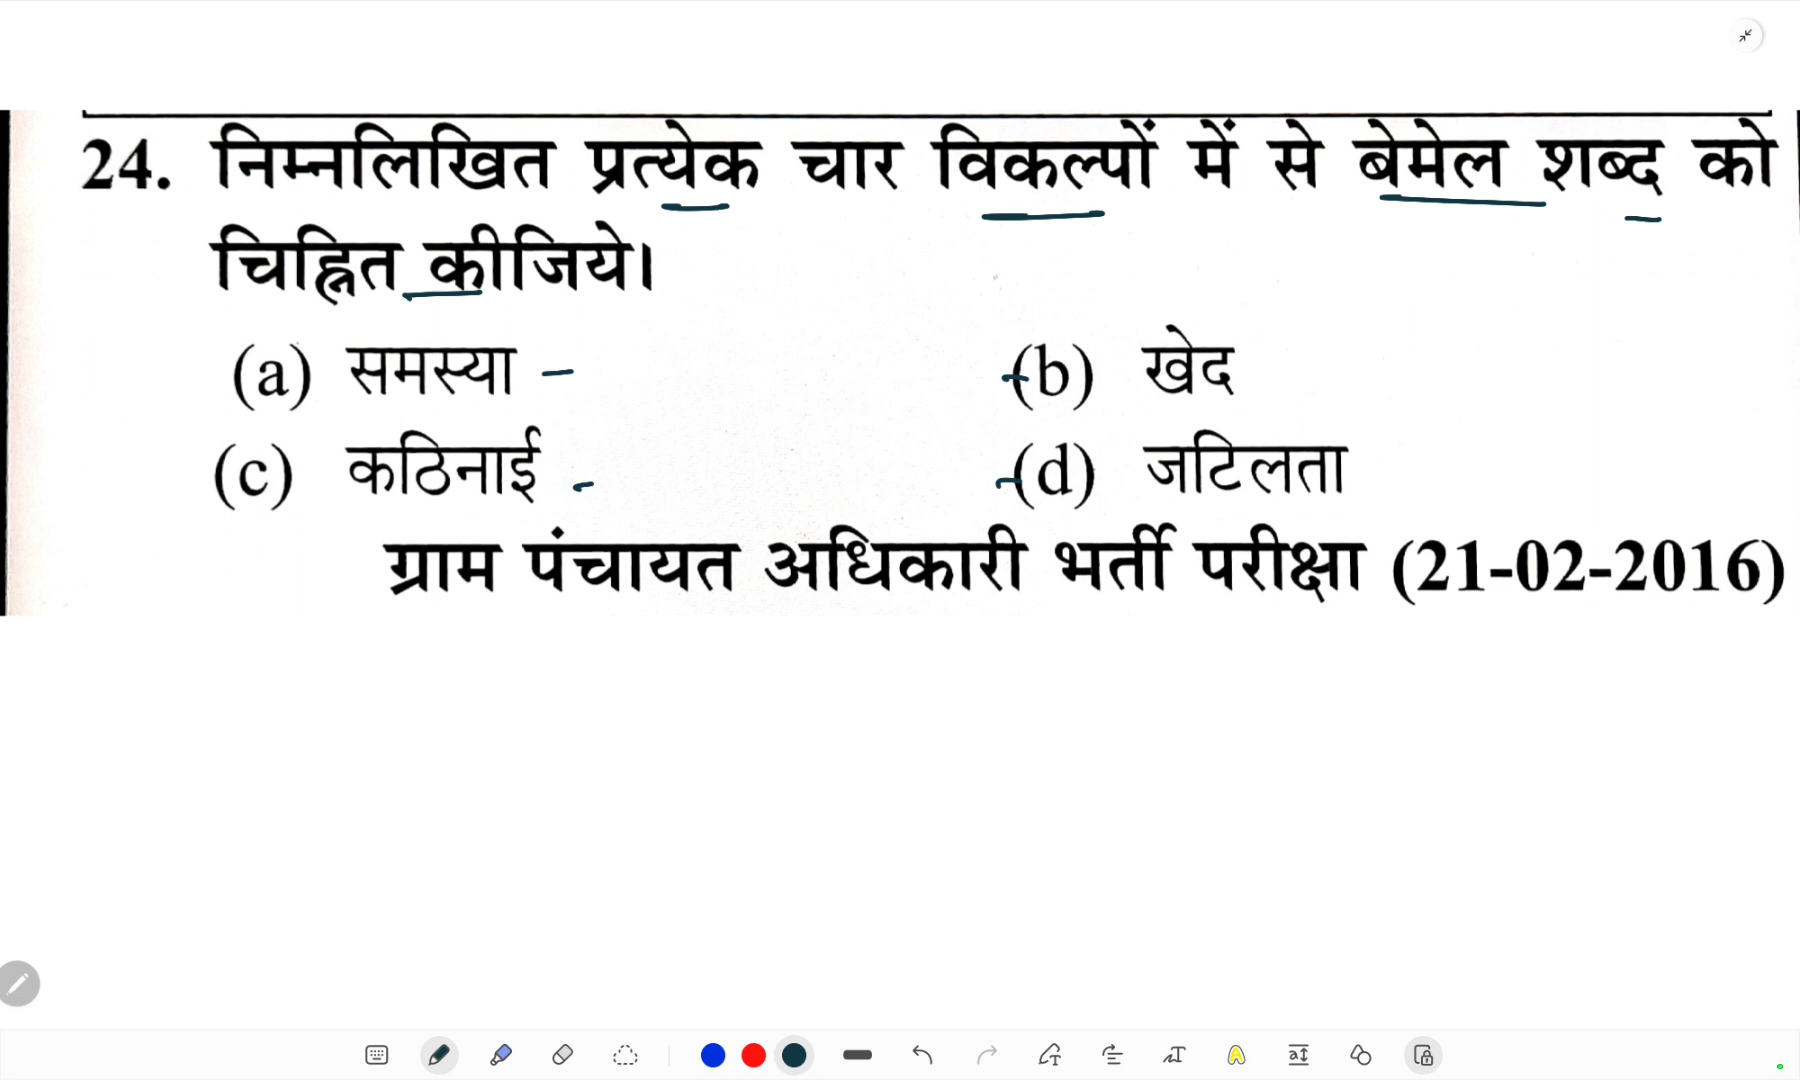 24. निम्नलिखित प्रत्येक चार विकल्पों में से बेमेल शब्द को
चिह्नित कीजिये।
(a) समस्या
(b) खेद
(c) कठिनाई
(d) जटिलता
ग्राम पंचायत अधिकारी भर्ती परीक्षा (21-02-2016)